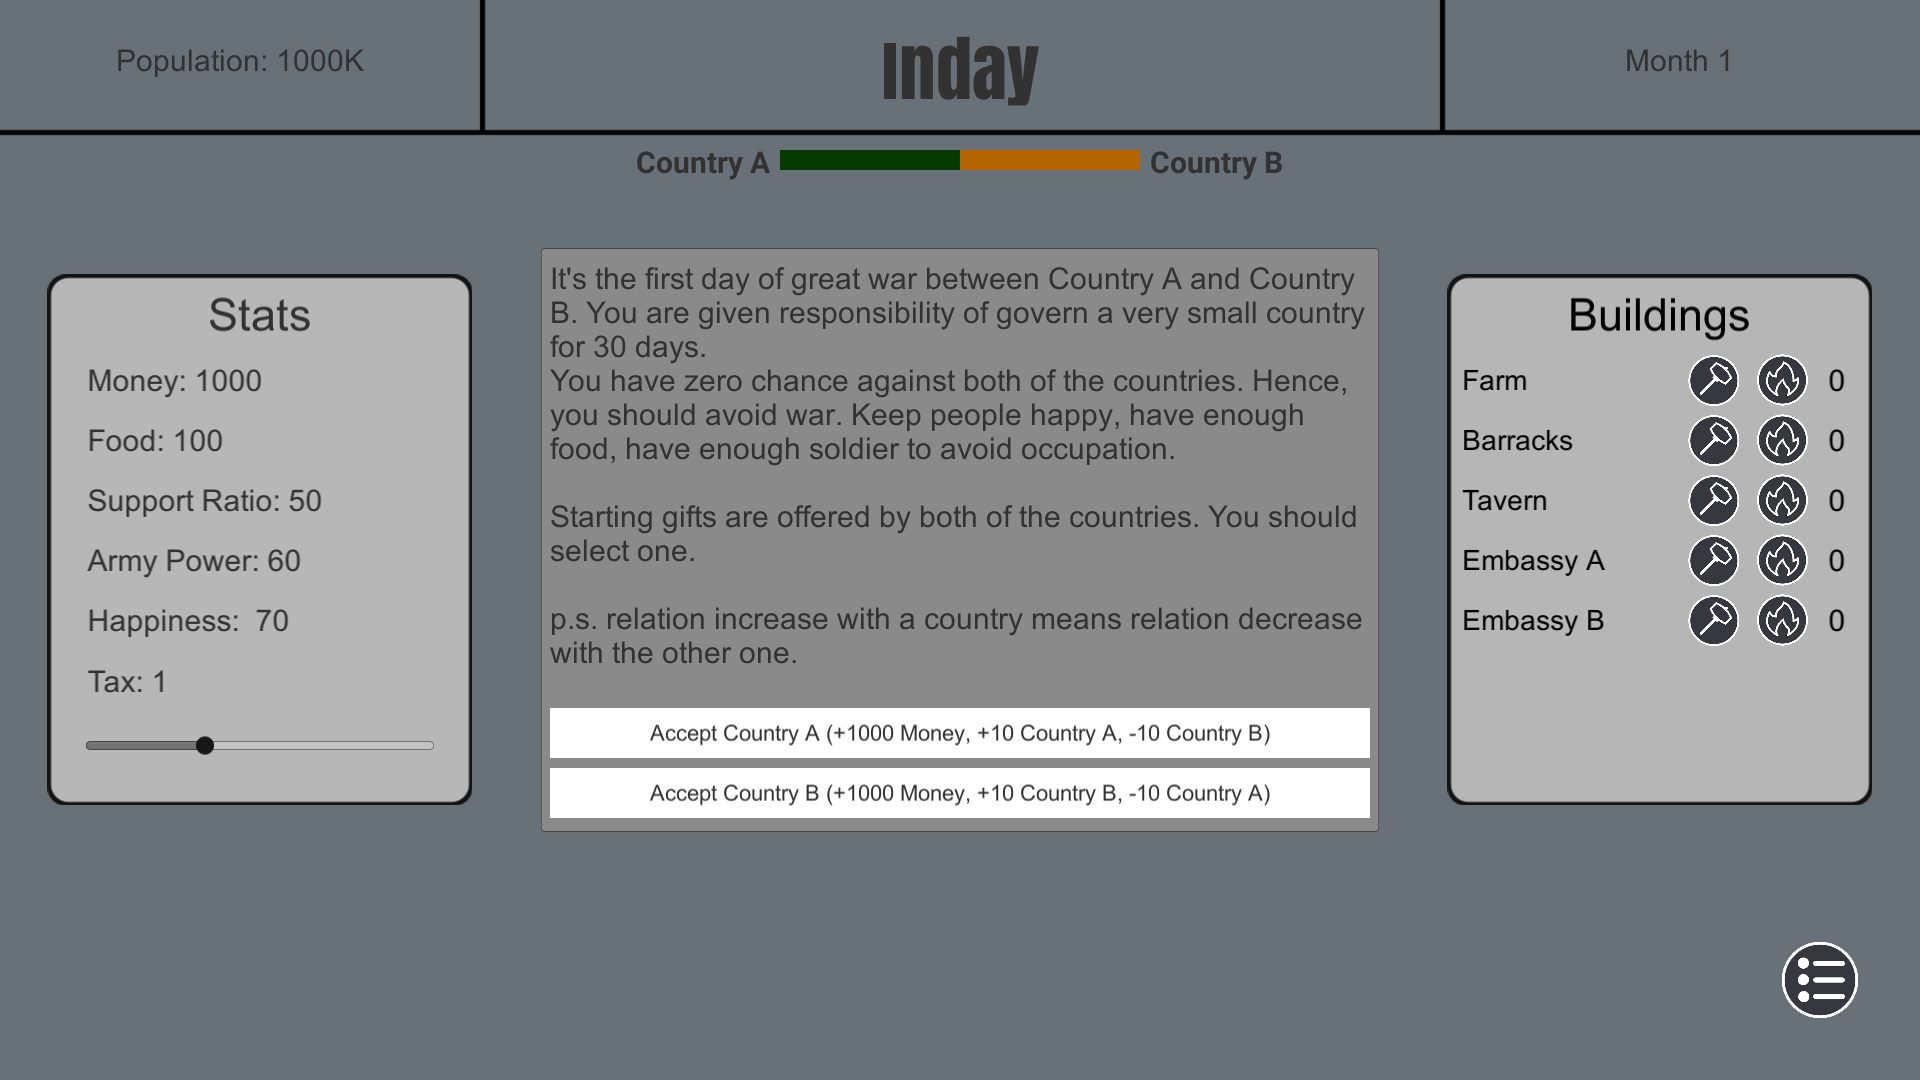 Population: 1000K
Inday
Month 1
Country A
Country B
Stats
Money: 1000
Food: 100
Support Ratio: 50
Army Power: 60
Happiness:  70
Tax: 1
It's the first day of great war between Country A and Country
B. You are given responsibility of govern a very small country
for 30 days.
You have zero chance against both of the countries. Hence,
you should avoid war. Keep people happy, have enough
food, have enough soldier to avoid occupation.
Starting gifts are offered by both of the countries. You should
select one.
p.s. relation increase with a country means relation decrease
with the other one.
Accept Country A (+1000 Money, +10 Country A, -10 Country B)
Accept Country B (+1000 Money, +10 Country B, -10 Country A)
Buildings
Farm 0
Barracks 0
Tavern 0
Embassy A 0
Embassy B 0